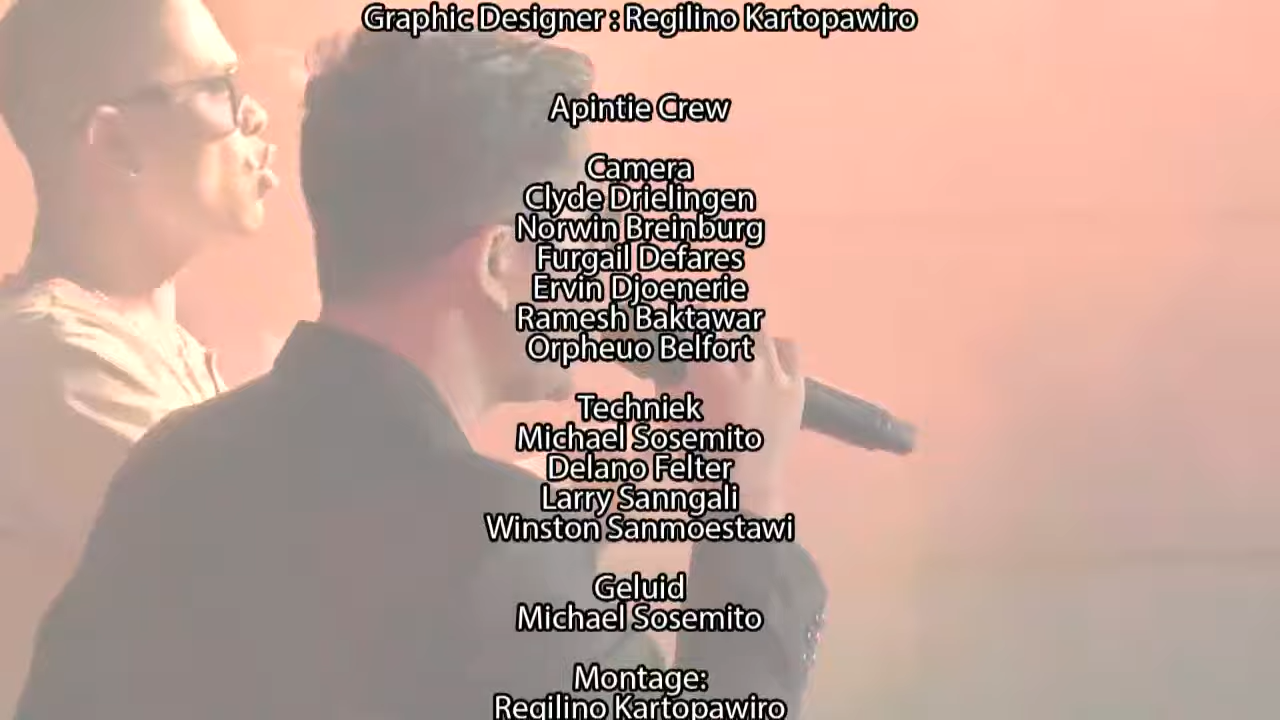 Graphic Designer : Regilino Kartopawiro
Apintie Crew
Camera
Clyde Drielingen
Norwin Breinburg
Furgail Defares
Ervin Djoenerie
Ramesh Baktawar
Orpheuo Belfort
Techniek
Michael Sosemito
Delano Felter
Larry Sanngali
Winston Sanmoestawi
Geluid
Michael Sosemito
Montage:
Regilino Kartopawiro